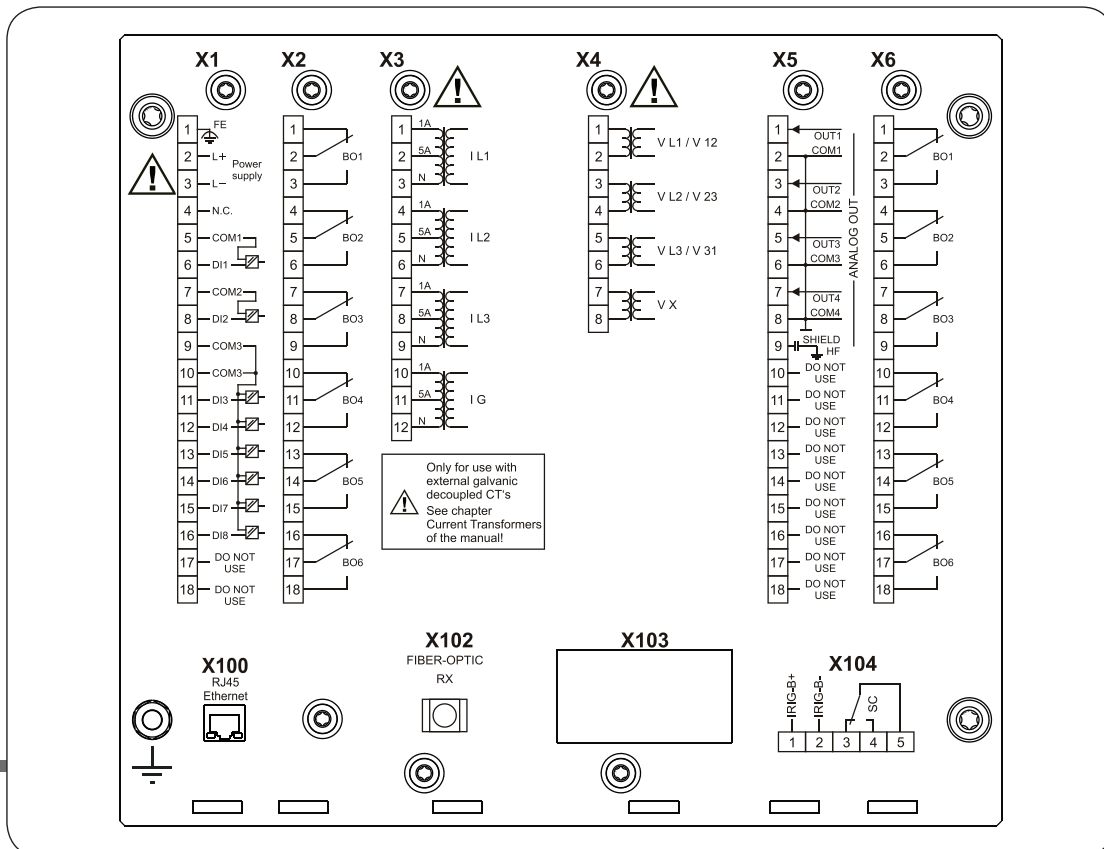 X1
X2
X3
X4
X5
X6
1 FE
2 L+
Power
supply
3 L−
4 N.C.
5 COM1
6 DI1
7 COM2
8 DI2
9 COM3
10 COM3
11 DI3
12 DI4
13 DI5
14 DI6
15 DI7
16 DI8
17 DO NOT
USE
18 DO NOT
USE
1
2 BO1
3
4
5 BO2
6
7
8 BO3
9
10
11 BO4
12
13
14 BO5
15
16
17 BO6
18
!
!
1 1A
2 5A I L1
3 N
4 1A
5 5A I L2
6 N
7 1A
8 5A I L3
9 N
10 1A
11 5A I G
12 N
! Only for use with
external galvanic
decoupled CT's
See chapter
Current Transformers
of the manual!
!
1
V L1 / V 12
2
3
V L2 / V 23
4
5
V L3 / V 31
6
7
V X
8
1 OUT1
2 COM1
3 OUT2
4 COM2
5 OUT3
6 COM3
7 OUT4
8 COM4
ANALOG OUT
9 SHIELD
HF
10 DO NOT
USE
11 DO NOT
USE
12 DO NOT
USE
13 DO NOT
USE
14 DO NOT
USE
15 DO NOT
USE
16 DO NOT
USE
17 DO NOT
USE
18 DO NOT
USE
1
2 BO1
3
4
5 BO2
6
7
8 BO3
9
10
11 BO4
12
13
14 BO5
15
16
17 BO6
18
X100
RJ45
Ethernet
X102
FIBER-OPTIC
RX
X103
X104
IRIG-B+
IRIG-B-
SC
1 2 3 4 5